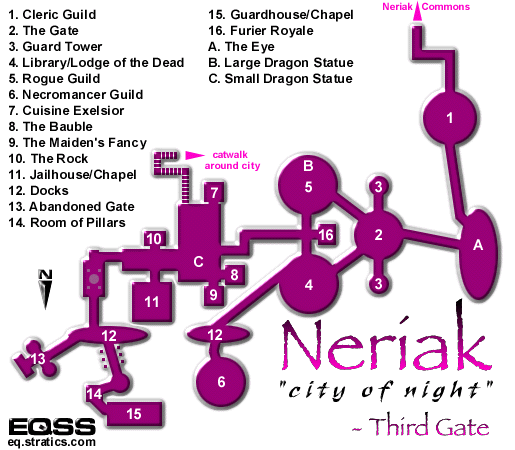 1. Cleric Guild
2. The Gate
3. Guard Tower
4. Library/Lodge of the Dead
5. Rogue Guild
6. Necromancer Guild
7. Cuisine Exelsior
8. The Bauble
9. The Maiden's Fancy
10. The Rock
11. Jailhouse/Chapel
12. Docks
13. Abandoned Gate
14. Room of Pillars
15. Guardhouse/Chapel
16. Furier Royale
A. The Eye
B. Large Dragon Statue
C. Small Dragon Statue
Neriak Commons
1
catwalk
around city
B
5
3
7
2
16
A
10
C
8
3
4
11
9
N
12
12
13
6
14
15
Neriak
"city of night"
~ Third Gate
EQSS
eq.stratics.com